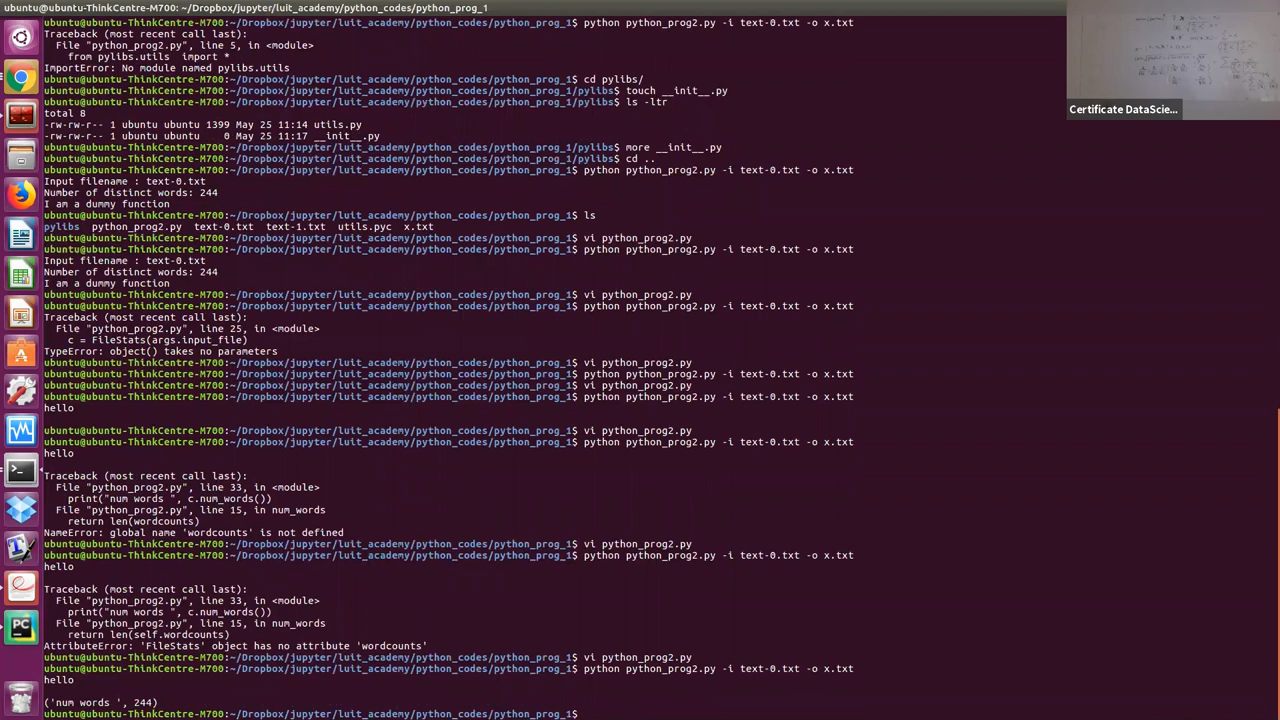 ubuntu@ubuntu-ThinkCentre-M700: ~/Dropbox/jupyter/luit_academy/python_codes/python_prog_1
ubuntu@ubuntu-ThinkCentre-M700:~/Dropbox/jupyter/luit_academy/python_codes/python_prog_1$ python python_prog2.py -i text-0.txt -o x.txt
Traceback (most recent call last):
  File "python_prog2.py", line 5, in <module>
    from pylibs.utils  import *
ImportError: No module named pylibs.utils
ubuntu@ubuntu-ThinkCentre-M700:~/Dropbox/jupyter/luit_academy/python_codes/python_prog_1$ cd pylibs/
ubuntu@ubuntu-ThinkCentre-M700:~/Dropbox/jupyter/luit_academy/python_codes/python_prog_1/pylibs$ touch __init__.py
ubuntu@ubuntu-ThinkCentre-M700:~/Dropbox/jupyter/luit_academy/python_codes/python_prog_1/pylibs$ ls -ltr
Certificate DataScie...
total 8
-rw-rw-r-- 1 ubuntu ubuntu 1399 May 25 11:14 utils.py
-rw-rw-r-- 1 ubuntu ubuntu    0 May 25 11:17 __init__.py
ubuntu@ubuntu-ThinkCentre-M700:~/Dropbox/jupyter/luit_academy/python_codes/python_prog_1/pylibs$ more __init__.py
ubuntu@ubuntu-ThinkCentre-M700:~/Dropbox/jupyter/luit_academy/python_codes/python_prog_1/pylibs$ cd ..
ubuntu@ubuntu-ThinkCentre-M700:~/Dropbox/jupyter/luit_academy/python_codes/python_prog_1$ python python_prog2.py -i text-0.txt -o x.txt
Input filename : text-0.txt
Number of distinct words: 244
I am a dummy function
ubuntu@ubuntu-ThinkCentre-M700:~/Dropbox/jupyter/luit_academy/python_codes/python_prog_1$ ls
pylibs  python_prog2.py  text-0.txt  text-1.txt  utils.pyc  x.txt
ubuntu@ubuntu-ThinkCentre-M700:~/Dropbox/jupyter/luit_academy/python_codes/python_prog_1$ vi python_prog2.py
ubuntu@ubuntu-ThinkCentre-M700:~/Dropbox/jupyter/luit_academy/python_codes/python_prog_1$ python python_prog2.py -i text-0.txt -o x.txt
Input filename : text-0.txt
Number of distinct words: 244
I am a dummy function
ubuntu@ubuntu-ThinkCentre-M700:~/Dropbox/jupyter/luit_academy/python_codes/python_prog_1$ vi python_prog2.py
ubuntu@ubuntu-ThinkCentre-M700:~/Dropbox/jupyter/luit_academy/python_codes/python_prog_1$ python python_prog2.py -i text-0.txt -o x.txt
Traceback (most recent call last):
  File "python_prog2.py", line 25, in <module>
    c = FileStats(args.input_file)
TypeError: object() takes no parameters
ubuntu@ubuntu-ThinkCentre-M700:~/Dropbox/jupyter/luit_academy/python_codes/python_prog_1$ vi python_prog2.py
ubuntu@ubuntu-ThinkCentre-M700:~/Dropbox/jupyter/luit_academy/python_codes/python_prog_1$ python python_prog2.py -i text-0.txt -o x.txt
ubuntu@ubuntu-ThinkCentre-M700:~/Dropbox/jupyter/luit_academy/python_codes/python_prog_1$ vi python_prog2.py
ubuntu@ubuntu-ThinkCentre-M700:~/Dropbox/jupyter/luit_academy/python_codes/python_prog_1$ python python_prog2.py -i text-0.txt -o x.txt
hello
ubuntu@ubuntu-ThinkCentre-M700:~/Dropbox/jupyter/luit_academy/python_codes/python_prog_1$ vi python_prog2.py
ubuntu@ubuntu-ThinkCentre-M700:~/Dropbox/jupyter/luit_academy/python_codes/python_prog_1$ python python_prog2.py -i text-0.txt -o x.txt
hello
Traceback (most recent call last):
  File "python_prog2.py", line 33, in <module>
    print("num words ", c.num_words())
  File "python_prog2.py", line 15, in num_words
    return len(wordcounts)
NameError: global name 'wordcounts' is not defined
ubuntu@ubuntu-ThinkCentre-M700:~/Dropbox/jupyter/luit_academy/python_codes/python_prog_1$ vi python_prog2.py
ubuntu@ubuntu-ThinkCentre-M700:~/Dropbox/jupyter/luit_academy/python_codes/python_prog_1$ python python_prog2.py -i text-0.txt -o x.txt
hello
Traceback (most recent call last):
  File "python_prog2.py", line 33, in <module>
    print("num words ", c.num_words())
  File "python_prog2.py", line 15, in num_words
    return len(self.wordcounts)
AttributeError: 'FileStats' object has no attribute 'wordcounts'
ubuntu@ubuntu-ThinkCentre-M700:~/Dropbox/jupyter/luit_academy/python_codes/python_prog_1$ vi python_prog2.py
ubuntu@ubuntu-ThinkCentre-M700:~/Dropbox/jupyter/luit_academy/python_codes/python_prog_1$ python python_prog2.py -i text-0.txt -o x.txt
hello
('num words ', 244)
ubuntu@ubuntu-ThinkCentre-M700:~/Dropbox/jupyter/luit_academy/python_codes/python_prog_1$